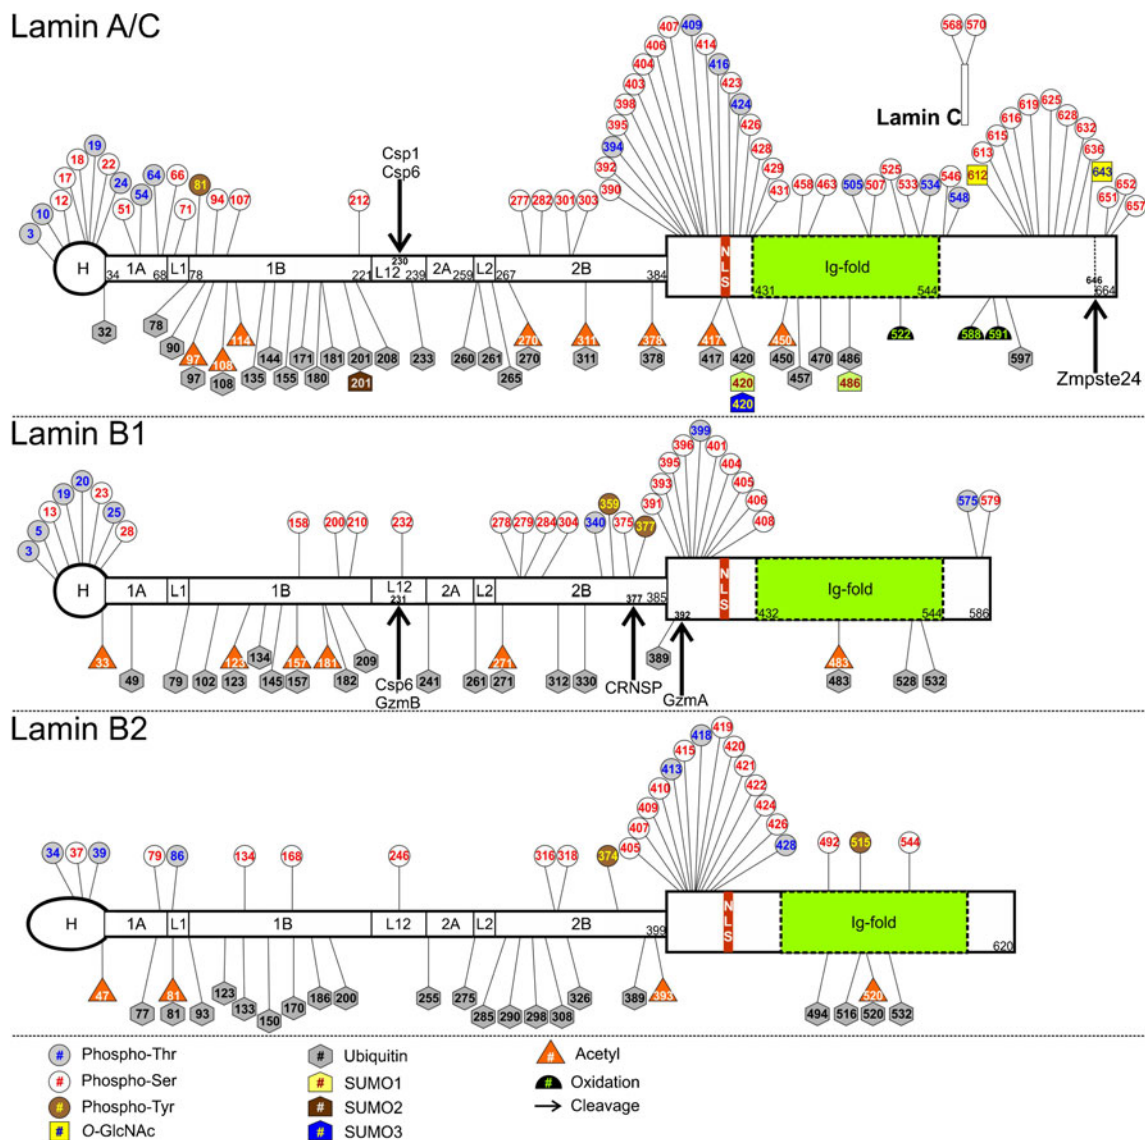 Lamin A/C
407 409 568 570
406 414
404 416
403 423
398 424
395 426
394 428
392 429
390 431
Lamin C
619 625
616 628
615 632
613 636
612 643
652
651 657
19
18 22 64 66
17 24 54 81
12 51 71 94 107
10
3
Csp1
Csp6
212 277 282 301 303
458 463 505 507 525 533 534 546 548
H 1A L1 1B L12 2A L2 2B NLS Ig-fold
34 68 78 221 230 239 259 267 384 431 544 646 664
32 78 90 97 108 114
97 108 135 144 155 171 180 181 201 208 233 260 261 265
201
270 311 378 417 450 522 588 591
270 311 378 417 420 450 457 470 486 597
420 486
420
Zmpste24
Lamin B1
20
19 23
13 25
5 28
3
158 200 210 232 278 279 284 304 340 359 375 377
396 399 401
395 404
393 405
391 406
408
575 579
H 1A L1 1B L12 2A L2 2B NLS Ig-fold
231 377 385 392 432 544 586
33 49 79 102 123 134 157 181 209 271 389 483
123 145 157 182 241 261 271 312 330 483 528 532
Csp6
GzmB
CRNSP
GzmA
Lamin B2
418 419
415 420
413 421
410 422
409 424
407 426
405 428
34 37 39 79 86 134 168 246 316 318 374
492 515 544
H 1A L1 1B L12 2A L2 2B NLS Ig-fold
399 620
47 77 81 93 123 133 150 170 186 200 255 275 285 290 298 308 326 389 393
81
494 516 520 532
520
# Phospho-Thr # Ubiquitin # Acetyl
# Phospho-Ser # SUMO1 # Oxidation
# Phospho-Tyr # SUMO2 Cleavage
# O-GlcNAc # SUMO3